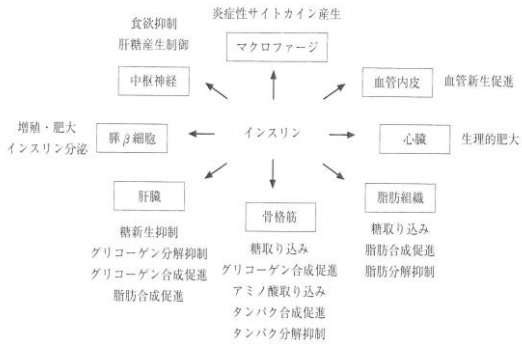 炎症性サイトカイン産生
マクロファージ
食欲抑制
肝糖産生制御
中枢神経
血管内皮
血管新生促進
増殖・肥大
インスリン分泌
膵β細胞
インスリン
心臓
生理的肥大
肝臓
糖新生抑制
グリコーゲン分解抑制
グリコーゲン合成促進
脂肪合成促進
骨格筋
糖取り込み
グリコーゲン合成促進
アミノ酸取り込み
タンパク合成促進
タンパク分解抑制
脂肪組織
糖取り込み
脂肪合成促進
脂肪分解抑制